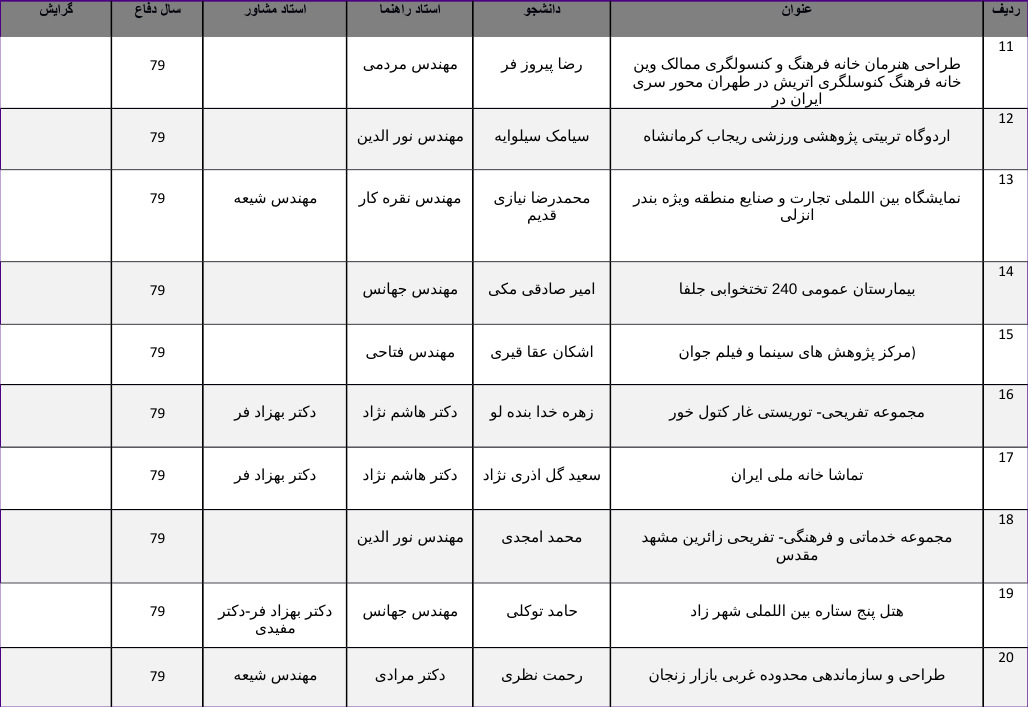 ردیف عنوان دانشجو استاد راهنما استاد مشاور سال دفاع گرایش
11 طراحی هنرمان خانه فرهنگ و کنسولگری ممالک وین رضا پیروز فر مهندس مردمی 79
خانه فرهنگ کنوسلگری اتریش در طهران محور سری
ایران در
12 اردوگاه تربیتی پژوهشی ورزشی ریجاب کرمانشاه سیامک سیلوایه مهندس نور الدین 79
13 نمایشگاه بین اللملی تجارت و صنایع منطقه ویژه بندر محمدرضا نیازی مهندس نقره کار مهندس شیعه 79
انزلی قدیم
14 بیمارستان عمومی 240 تختخوابی جلفا امیر صادقی مکی مهندس جهانس 79
15 (مرکز پژوهش های سینما و فیلم جوان اشکان عقا قیری مهندس فتاحی 79
16 مجموعه تفریحی- توریستی غار کتول خور زهره خدا بنده لو دکتر هاشم نژاد دکتر بهزاد فر 79
17 تماشا خانه ملی ایران سعید گل اذری نژاد دکتر هاشم نژاد دکتر بهزاد فر 79
18 مجموعه خدماتی و فرهنگی- تفریحی زائرین مشهد محمد امجدی مهندس نور الدین 79
مقدس
19 هتل پنج ستاره بین اللملی شهر زاد حامد توکلی مهندس جهانس دکتر بهزاد فر-دکتر 79
مفیدی
20 طراحی و سازماندهی محدوده غربی بازار زنجان رحمت نظری دکتر مرادی مهندس شیعه 79